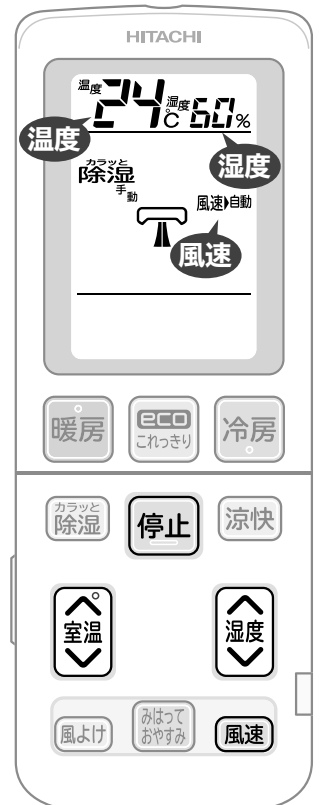 HITACHI
温度 24℃ 湿度 60%
温度
湿度
カラッと
除湿
手動
風速 自動
風速
暖房
eco
これっきり
冷房
カラッと
除湿
停止
涼快
室温
湿度
風よけ
みはって
おやすみ
風速